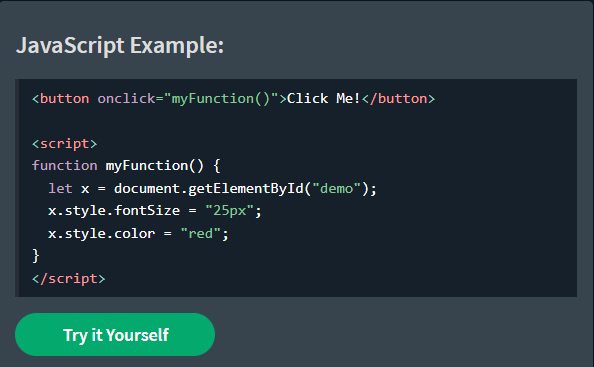 JavaScript Example:
<button onclick="myFunction()">Click Me!</button>
<script>
function myFunction() {
  let x = document.getElementById("demo");
  x.style.fontSize = "25px";
  x.style.color = "red";
}
</script>
Try it Yourself